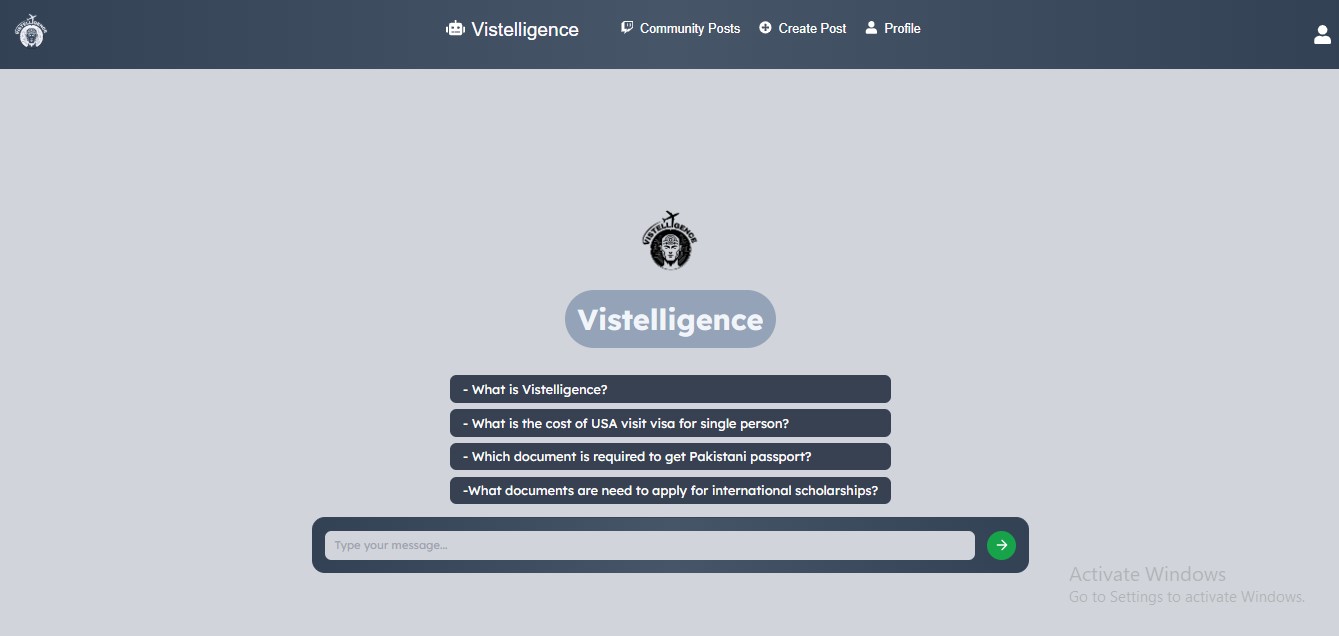 VISTELLIGENCE
Vistelligence
Community Posts
Create Post
Profile
VISTELLIGENCE
Vistelligence
- What is Vistelligence?
- What is the cost of USA visit visa for single person?
- Which document is required to get Pakistani passport?
-What documents are need to apply for international scholarships?
Type your message...
Activate Windows
Go to Settings to activate Windows.